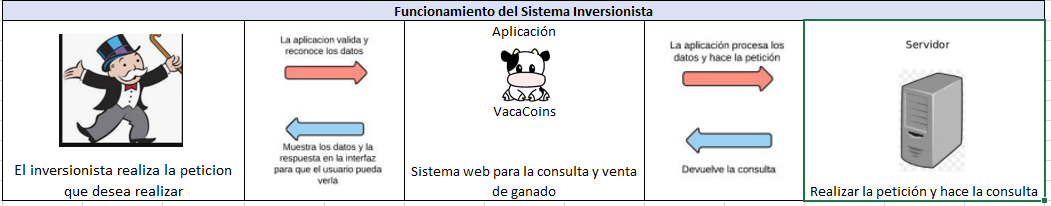 Funcionamiento del Sistema Inversionista
El inversionista realiza la peticion
que desea realizar
La aplicacion valida y
reconoce los datos
Muestra los datos y la
respuesta en la interfaz
para que el usuario pueda
verla
Aplicación
VacaCoins
Sistema web para la consulta y venta
de ganado
La aplicación procesa los
datos y hace la petición
Devuelve la consulta
Servidor
Realizar la petición y hace la consulta